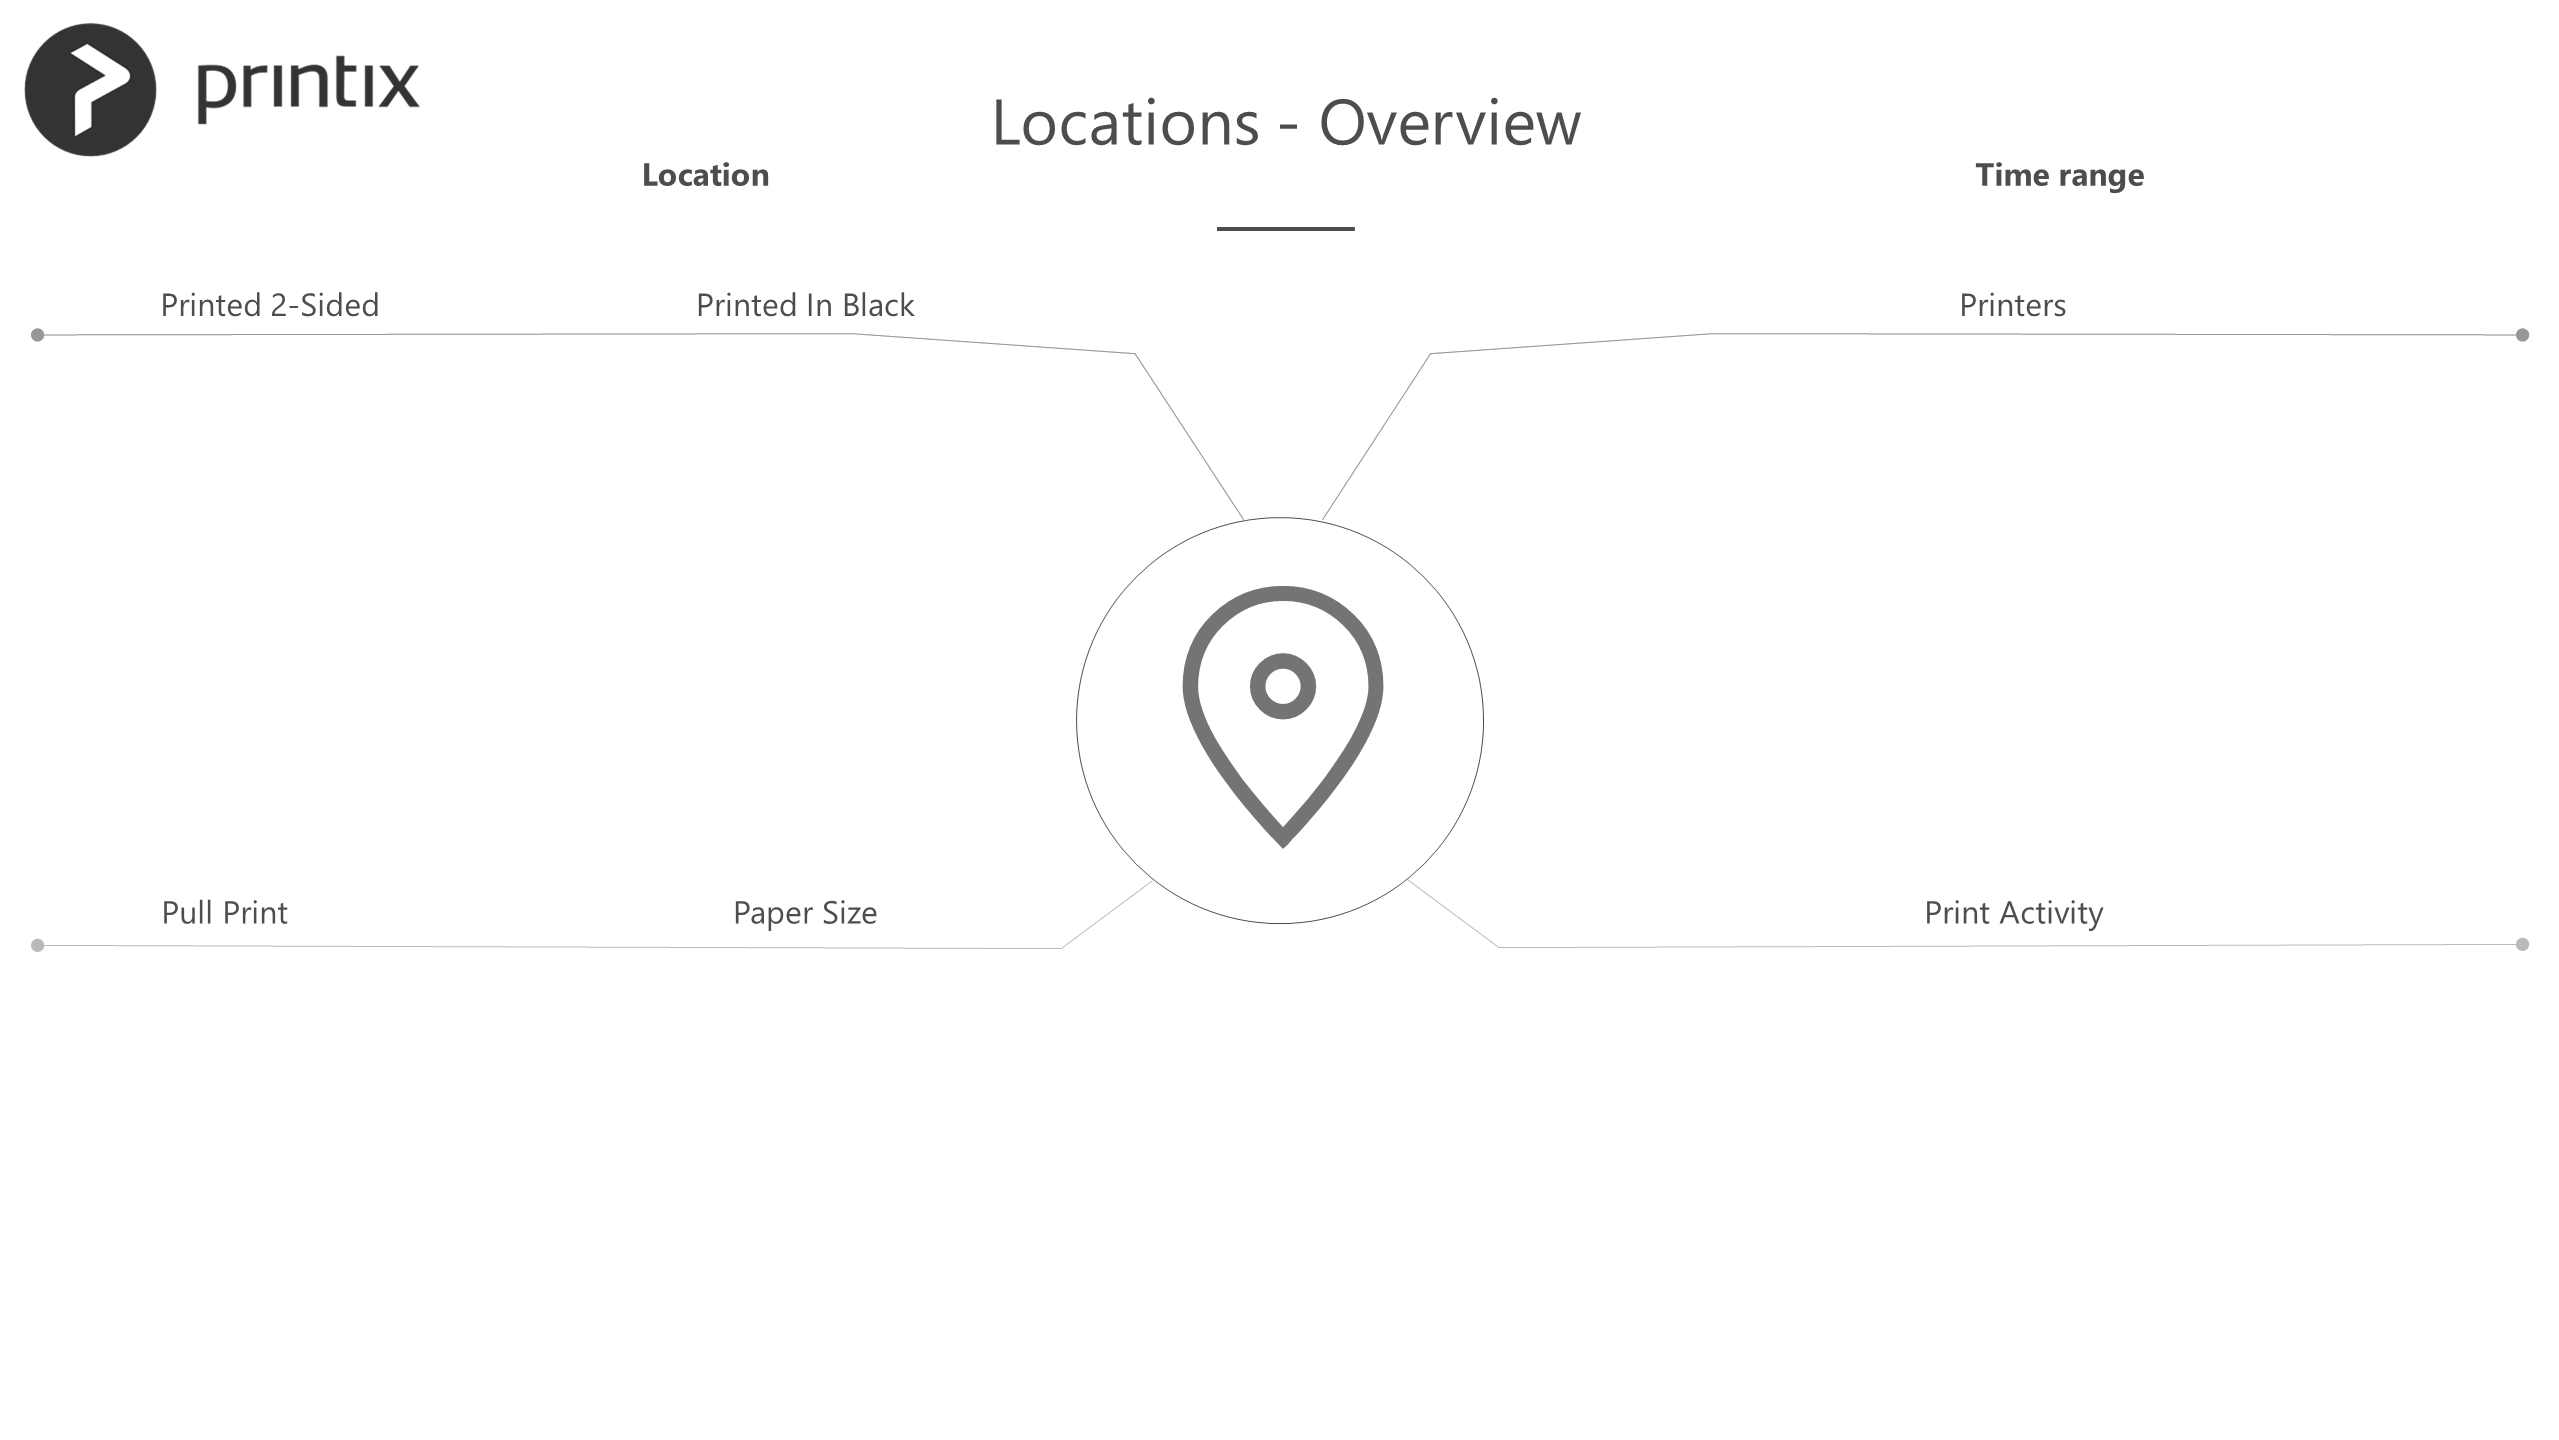 printix
Locations - Overview
Location
Time range
Printed 2-Sided
Printed In Black
Printers
Pull Print
Paper Size
Print Activity